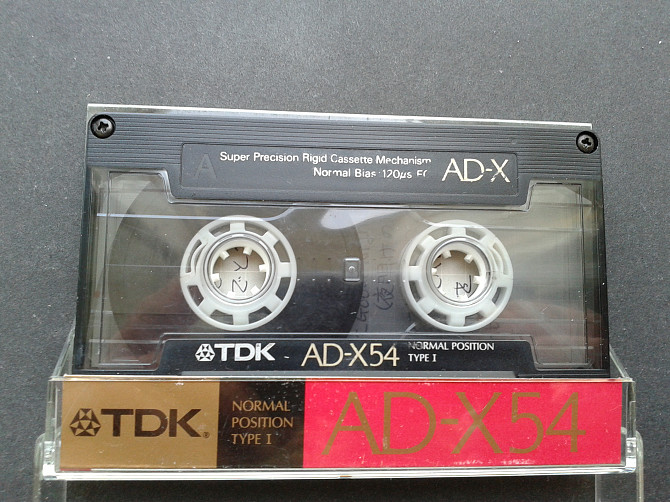 A
Super Precision Rigid Cassette Mechanism
Normal Bias 120μs EQ
AD-X
TDK
AD-X54
NORMAL POSITION
TYPE I
TDK
NORMAL
POSITION
TYPE I
AD-X54